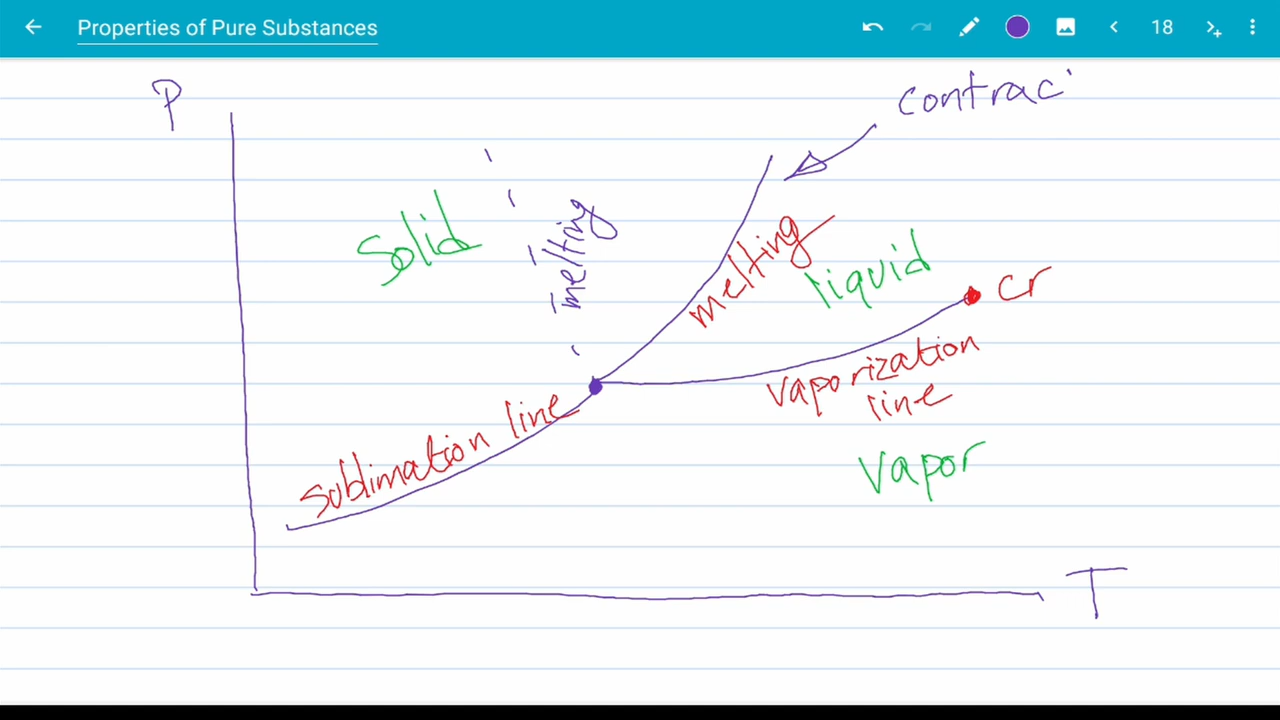 Properties of Pure Substances
18
P
contrac
solid
melting
melting
liquid
cr
vaporization
line
sublimation line
vapor
T